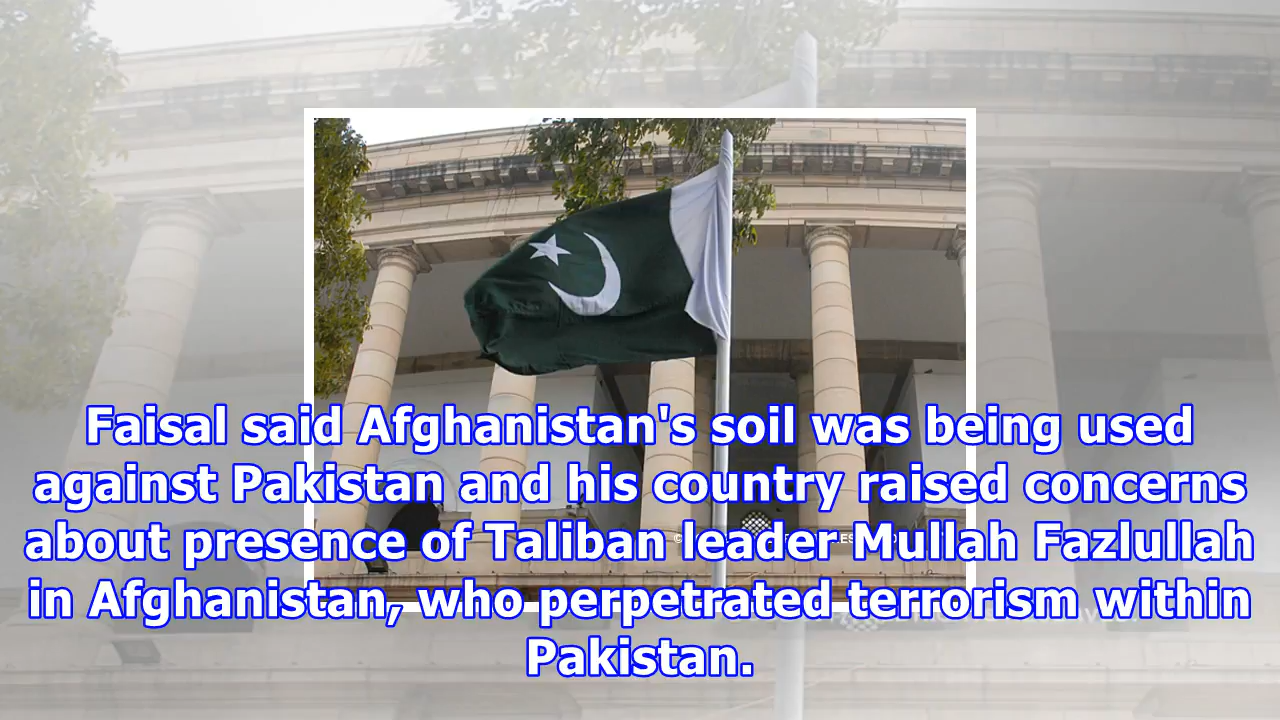 Faisal said Afghanistan's soil was being used
against Pakistan and his country raised concerns
about presence of Taliban leader Mullah Fazlullah
in Afghanistan, who perpetrated terrorism within
Pakistan.